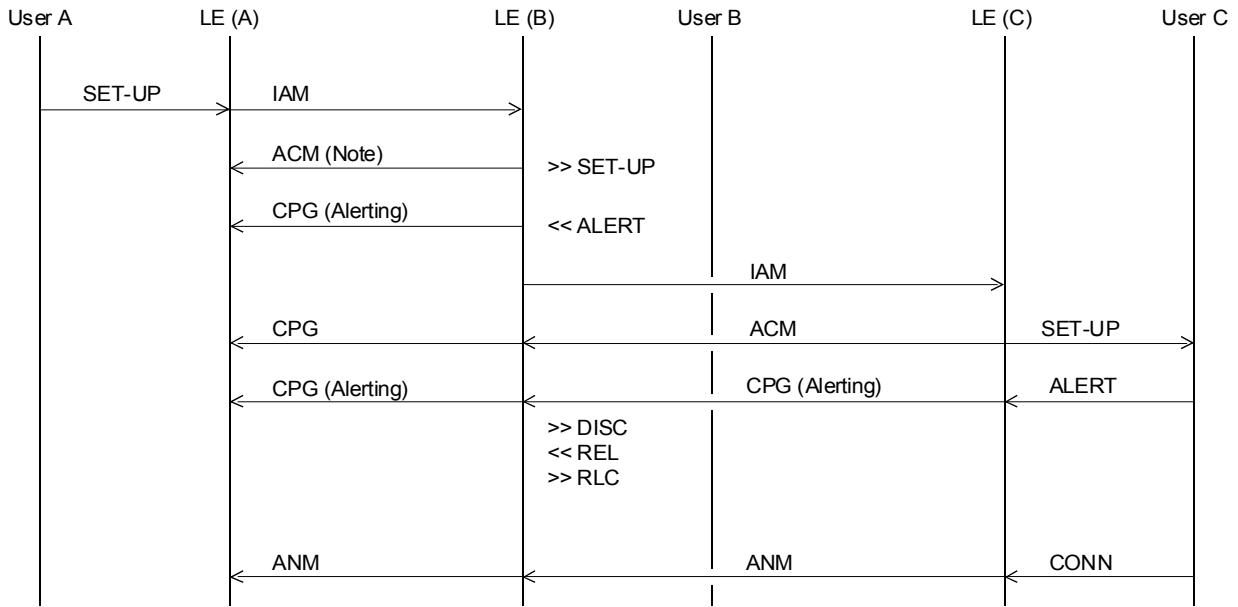 User A LE (A) LE (B) User B LE (C) User C
SET-UP IAM
ACM (Note) >> SET-UP
CPG (Alerting) << ALERT
IAM
CPG ACM SET-UP
CPG (Alerting) CPG (Alerting) ALERT
>> DISC
<< REL
>> RLC
ANM ANM CONN